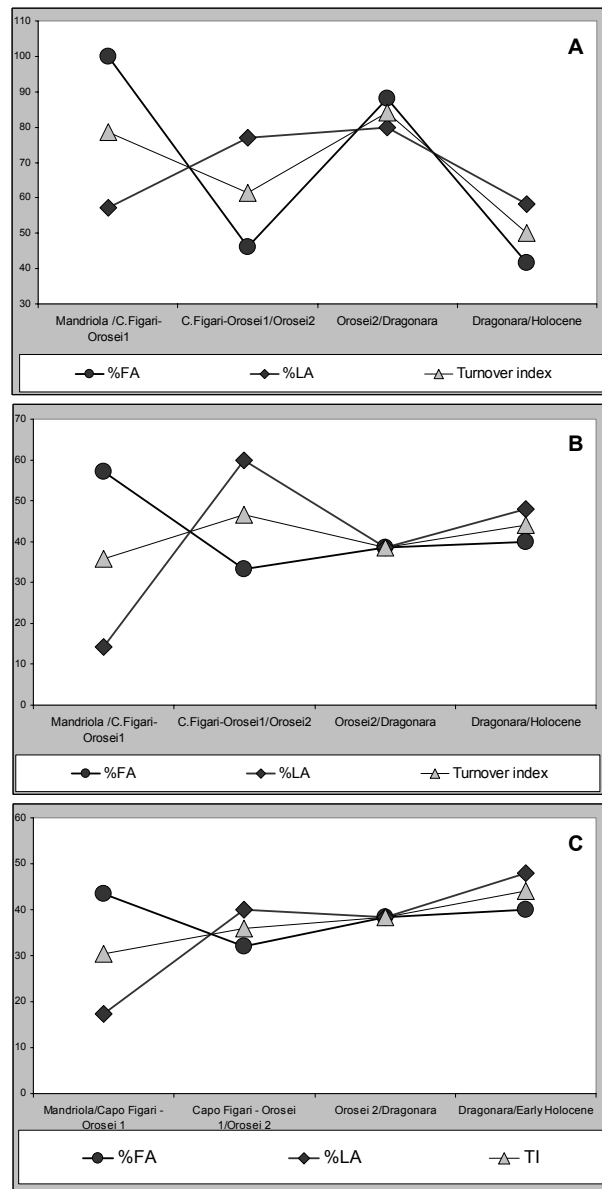 110
A
100
90
80
70
60
50
40
30
Mandriola /C.Figari-
Orosei1
C.Figari-Orosei1/Orosei2
Orosei2/Dragonara
Dragonara/Holocene
%FA
%LA
Turnover index
70
B
60
50
40
30
20
10
0
Mandriola /C.Figari-
Orosei1
C.Figari-Orosei1/Orosei2
Orosei2/Dragonara
Dragonara/Holocene
%FA
%LA
Turnover index
60
C
50
40
30
20
10
0
Mandriola/Capo Figari -
Orosei 1
Capo Figari - Orosei
1/Orosei 2
Orosei 2/Dragonara
Dragonara/Early Holocene
%FA
%LA
TI